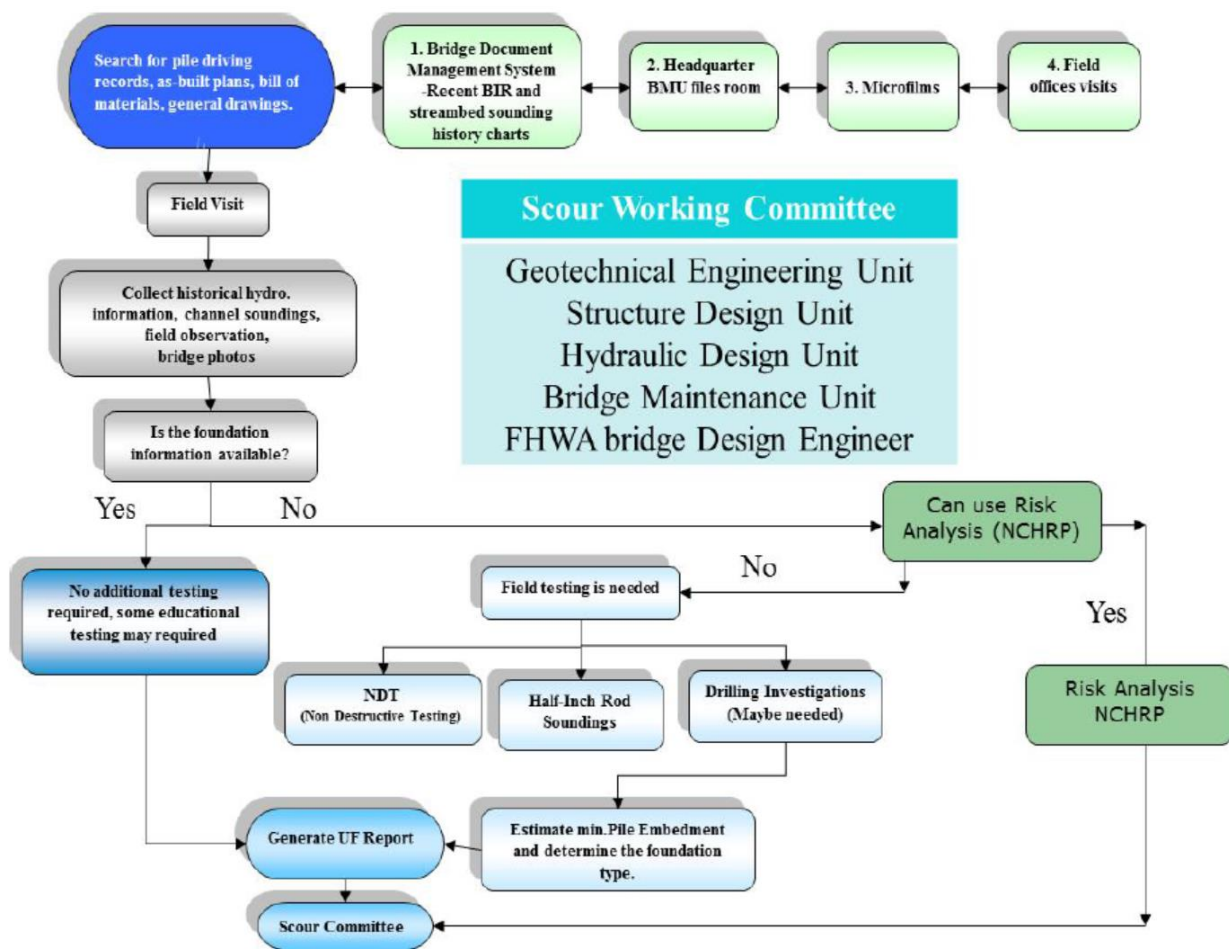 Search for pile driving
records, as-built plans, bill of
materials, general drawings.
1. Bridge Document
Management System
-Recent BIR and
streambed sounding
history charts
2. Headquarter
BMU files room
3. Microfilms
4. Field
offices visits
Field Visit
Scour Working Committee
Geotechnical Engineering Unit
Structure Design Unit
Hydraulic Design Unit
Bridge Maintenance Unit
FHWA bridge Design Engineer
Collect historical hydro.
information, channel soundings,
field observation,
bridge photos
Is the foundation
information available?
Yes
No
Can use Risk
Analysis (NCHRP)
No additional testing
required, some educational
testing may required
Field testing is needed
No
Yes
NDT
(Non Destructive Testing)
Half-Inch Rod
Soundings
Drilling Investigations
(Maybe needed)
Risk Analysis
NCHRP
Generate UF Report
Estimate min.Pile Embedment
and determine the foundation
type.
Scour Committee